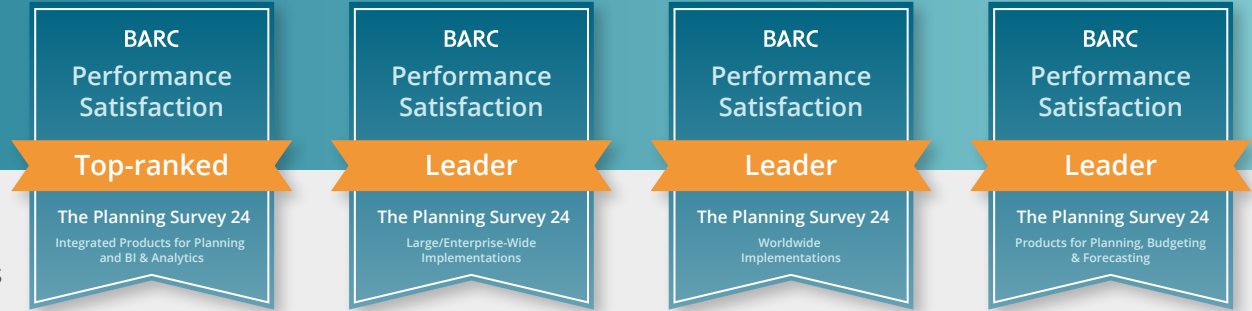 BARC
Performance
Satisfaction
Top-ranked
The Planning Survey 24
Integrated Products for Planning
and BI & Analytics
BARC
Performance
Satisfaction
Leader
The Planning Survey 24
Large/Enterprise-Wide
Implementations
BARC
Performance
Satisfaction
Leader
The Planning Survey 24
Worldwide
Implementations
BARC
Performance
Satisfaction
Leader
The Planning Survey 24
Products for Planning, Budgeting
& Forecasting